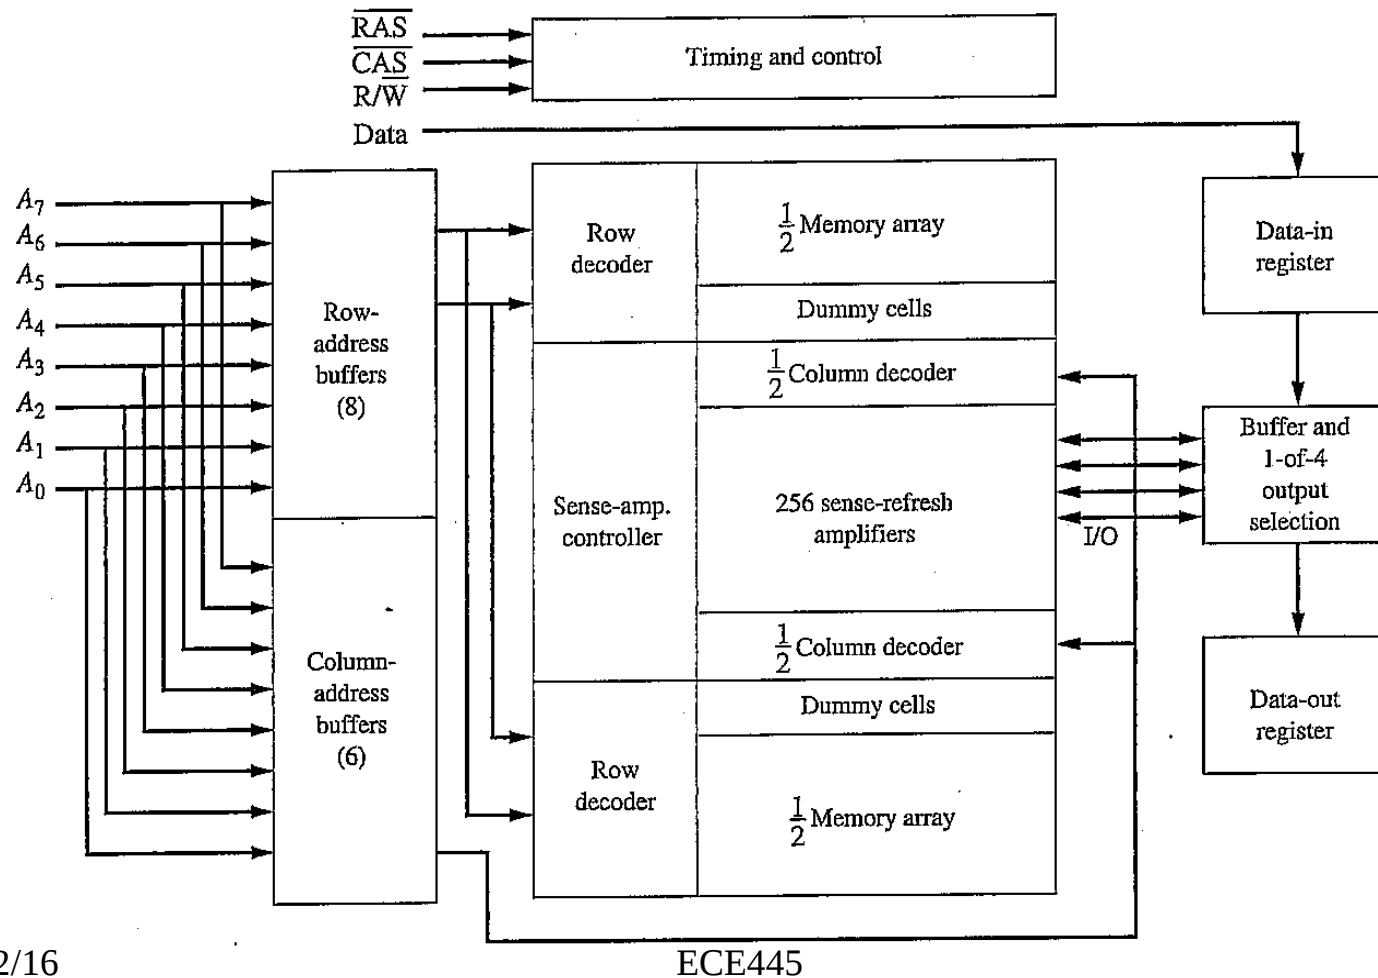 RAS
CAS
R/W
Data
Timing and control
A7
A6
A5
A4
A3
A2
A1
A0
Row-
address
buffers
(8)
Column-
address
buffers
(6)
Row
decoder
1/2 Memory array
Dummy cells
1/2 Column decoder
Sense-amp.
controller
256 sense-refresh
amplifiers
1/2 Column decoder
Dummy cells
Row
decoder
1/2 Memory array
I/O
Data-in
register
Buffer and
1-of-4
output
selection
Data-out
register
2/16
ECE445